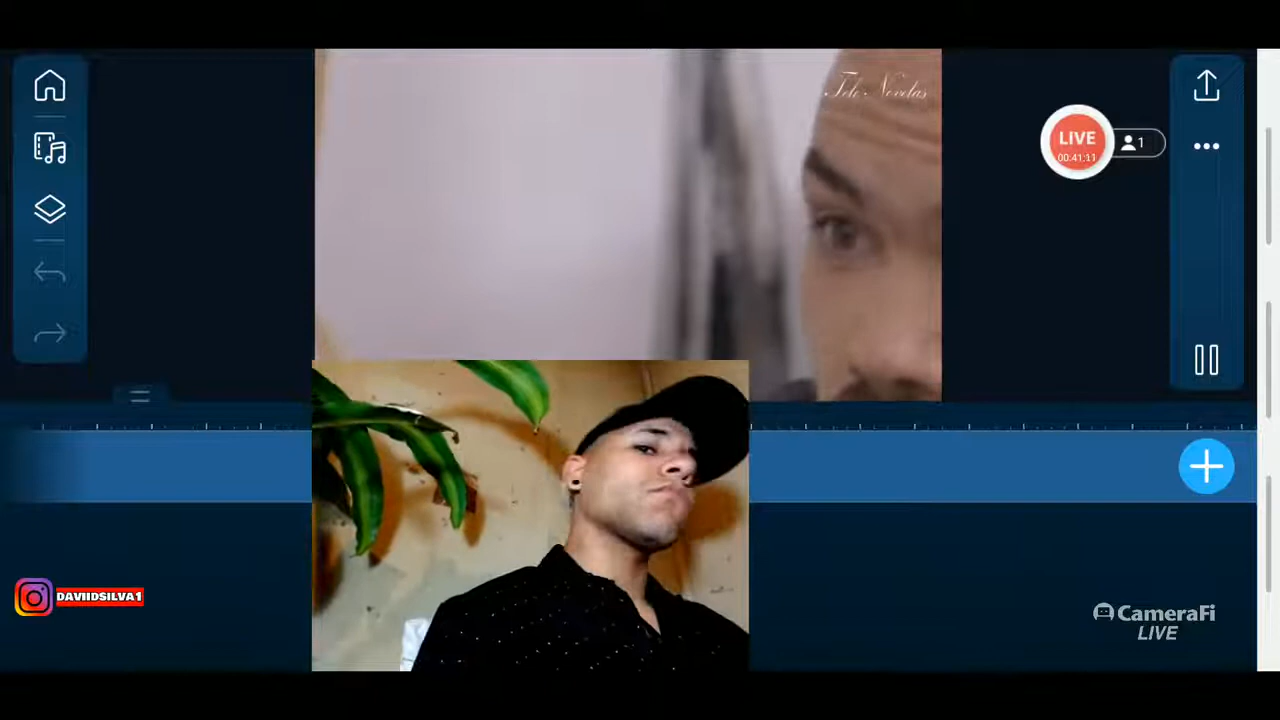 Tele Novelas
LIVE
00:41:11
1
DAVIIDSILVA1
CameraFi
LIVE